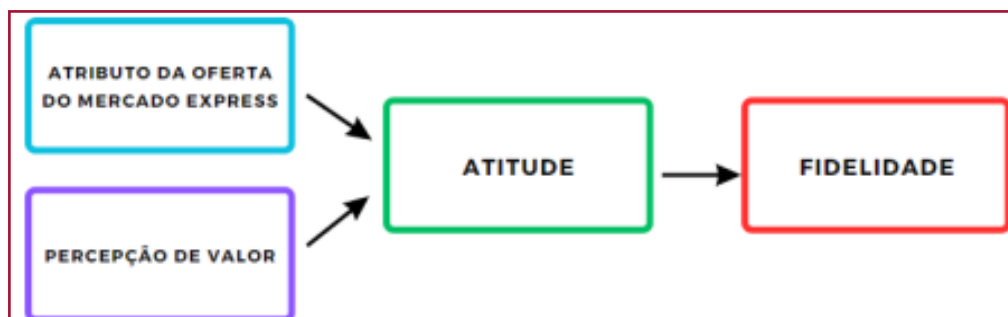 ATRIBUTO DA OFERTA
DO MERCADO EXPRESS
PERCEPÇÃO DE VALOR
ATITUDE
FIDELIDADE